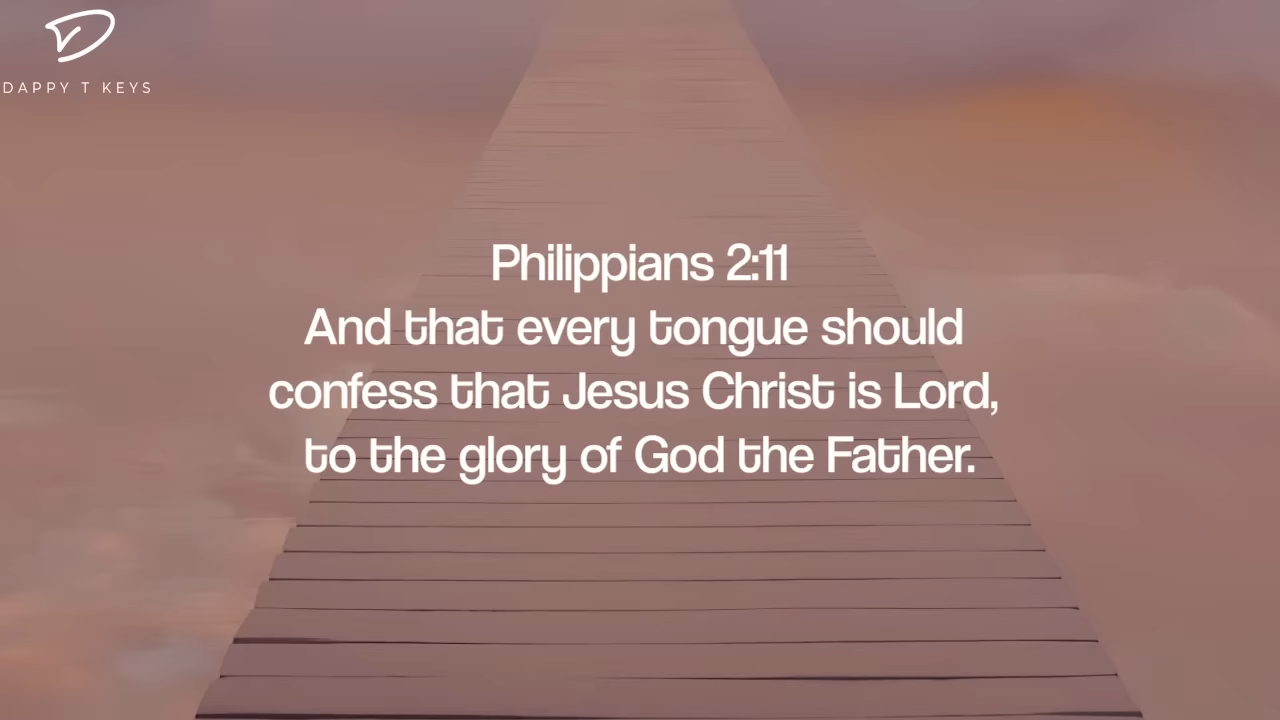 DAPPY T KEYS
Philippians 2:11
And that every tongue should
confess that Jesus Christ is Lord,
to the glory of God the Father.